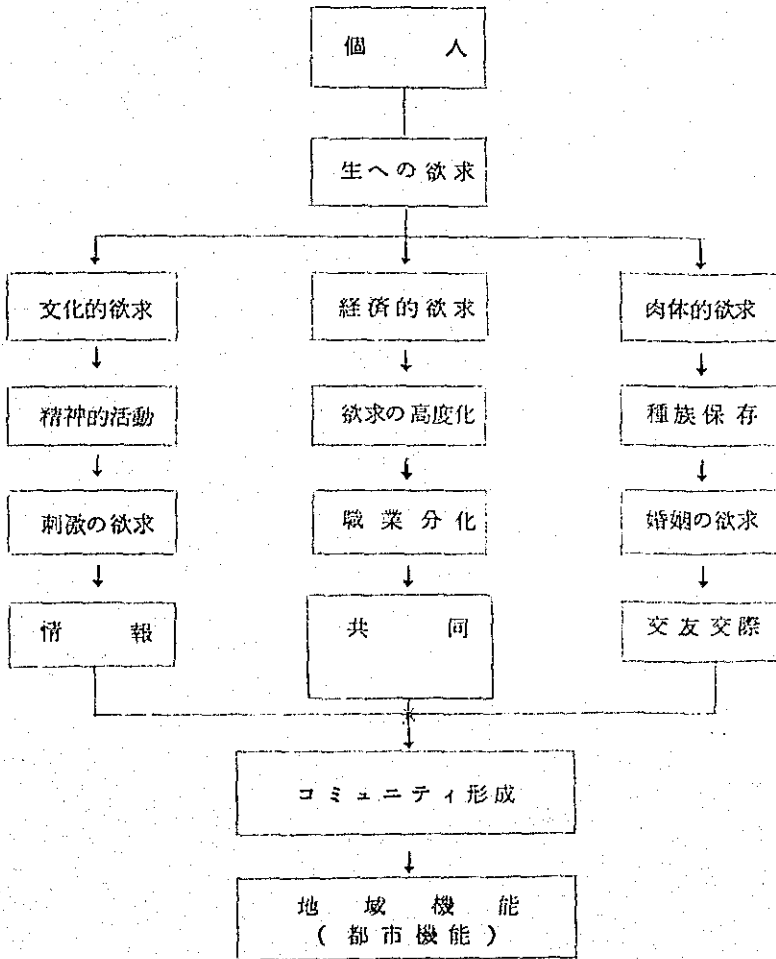 個人
生への欲求
文化的欲求 経済的欲求 肉体的欲求
精神的活動 欲求の高度化 種族保存
刺激の欲求 職業分化 婚姻の欲求
情報 共同 交友交際
コミュニティ形成
地域機能
(都市機能)